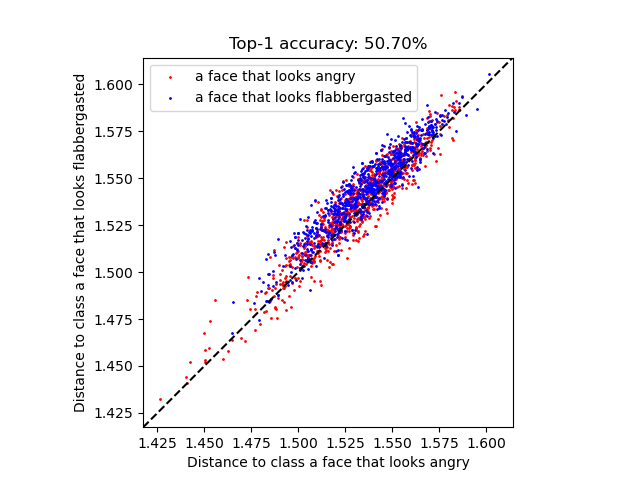 Top-1 accuracy: 50.70%
a face that looks angry
a face that looks flabbergasted
Distance to class a face that looks flabbergasted
1.600
1.575
1.550
1.525
1.500
1.475
1.450
1.425
1.425 1.450 1.475 1.500 1.525 1.550 1.575 1.600
Distance to class a face that looks angry